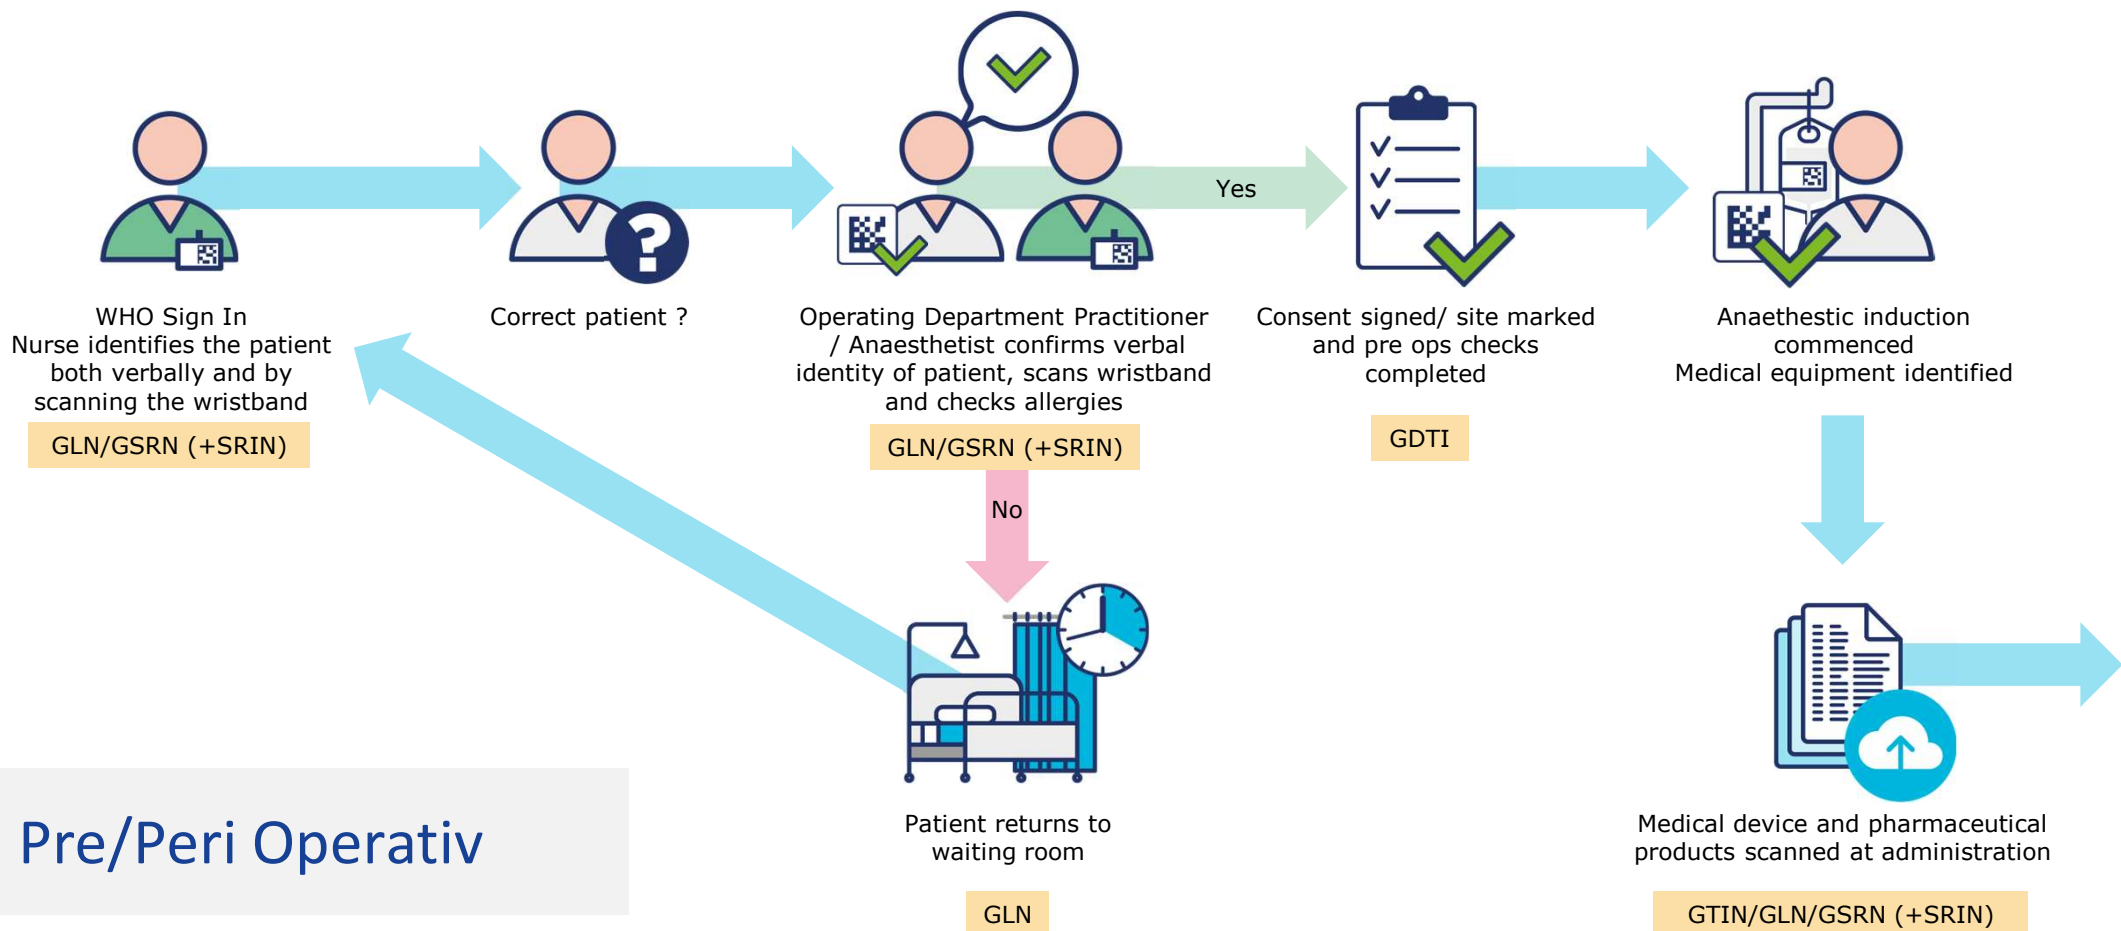 WHO Sign In
Nurse identifies the patient
both verbally and by
scanning the wristband
GLN/GSRN (+SRIN)
Correct patient ?
Operating Department Practitioner
/ Anaesthetist confirms verbal
identity of patient, scans wristband
and checks allergies
GLN/GSRN (+SRIN)
Yes
Consent signed/ site marked
and pre ops checks
completed
GDTI
Anaethestic induction
commenced
Medical equipment identified
No
Patient returns to
waiting room
GLN
Medical device and pharmaceutical
products scanned at administration
GTIN/GLN/GSRN (+SRIN)
Pre/Peri Operativ